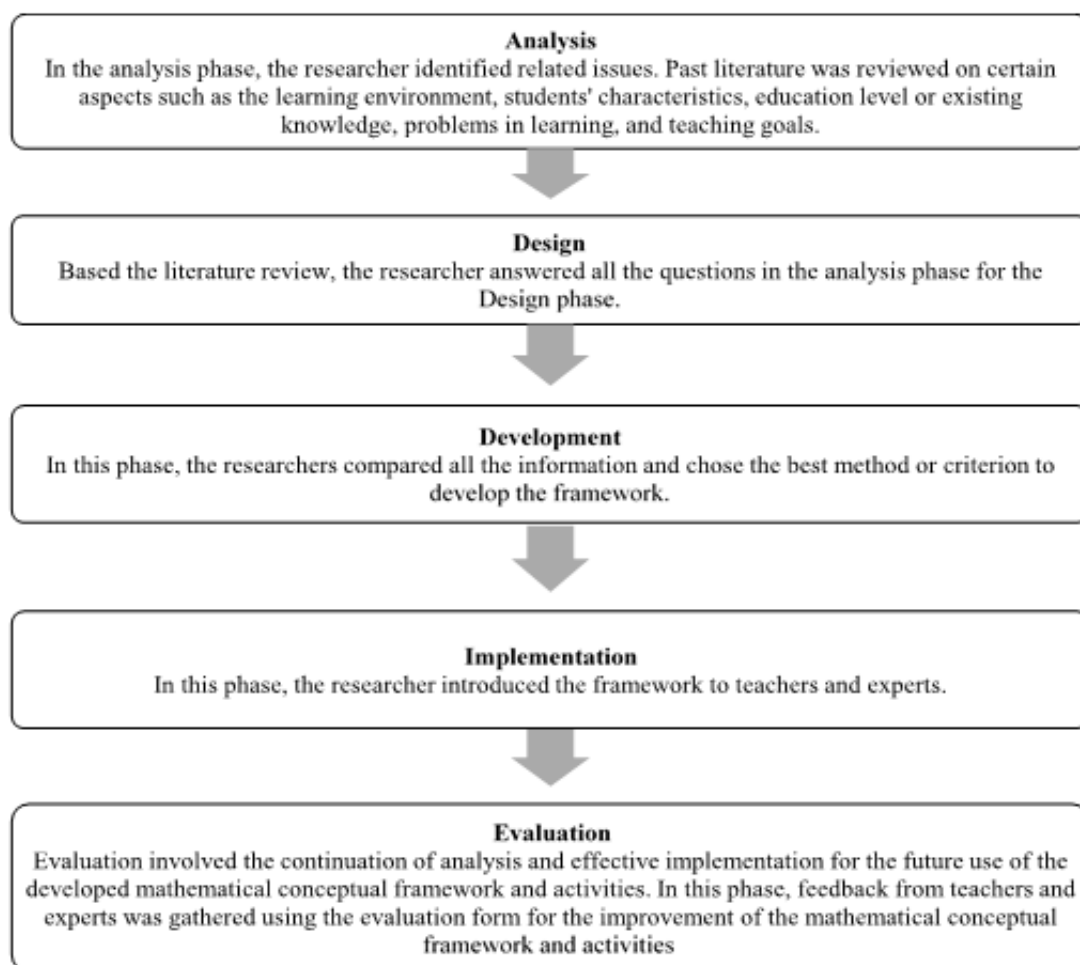 Analysis
In the analysis phase, the researcher identified related issues. Past literature was reviewed on certain
aspects such as the learning environment, students' characteristics, education level or existing
knowledge, problems in learning, and teaching goals.
Design
Based the literature review, the researcher answered all the questions in the analysis phase for the
Design phase.
Development
In this phase, the researchers compared all the information and chose the best method or criterion to
develop the framework.
Implementation
In this phase, the researcher introduced the framework to teachers and experts.
Evaluation
Evaluation involved the continuation of analysis and effective implementation for the future use of the
developed mathematical conceptual framework and activities. In this phase, feedback from teachers and
experts was gathered using the evaluation form for the improvement of the mathematical conceptual
framework and activities